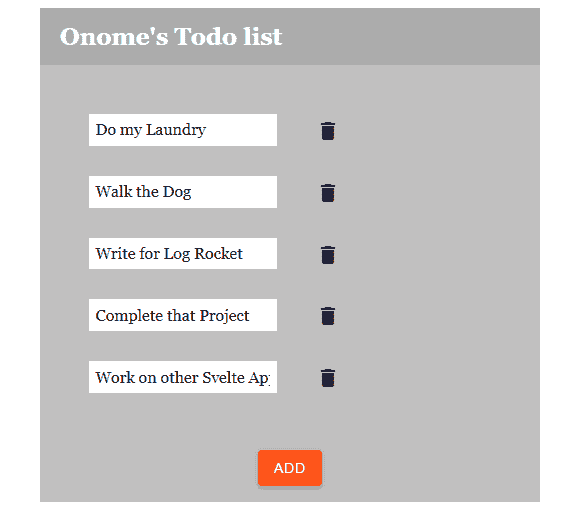 Onome's Todo list
Do my Laundry
Walk the Dog
Write for Log Rocket
Complete that Project
Work on other Svelte Ap
ADD